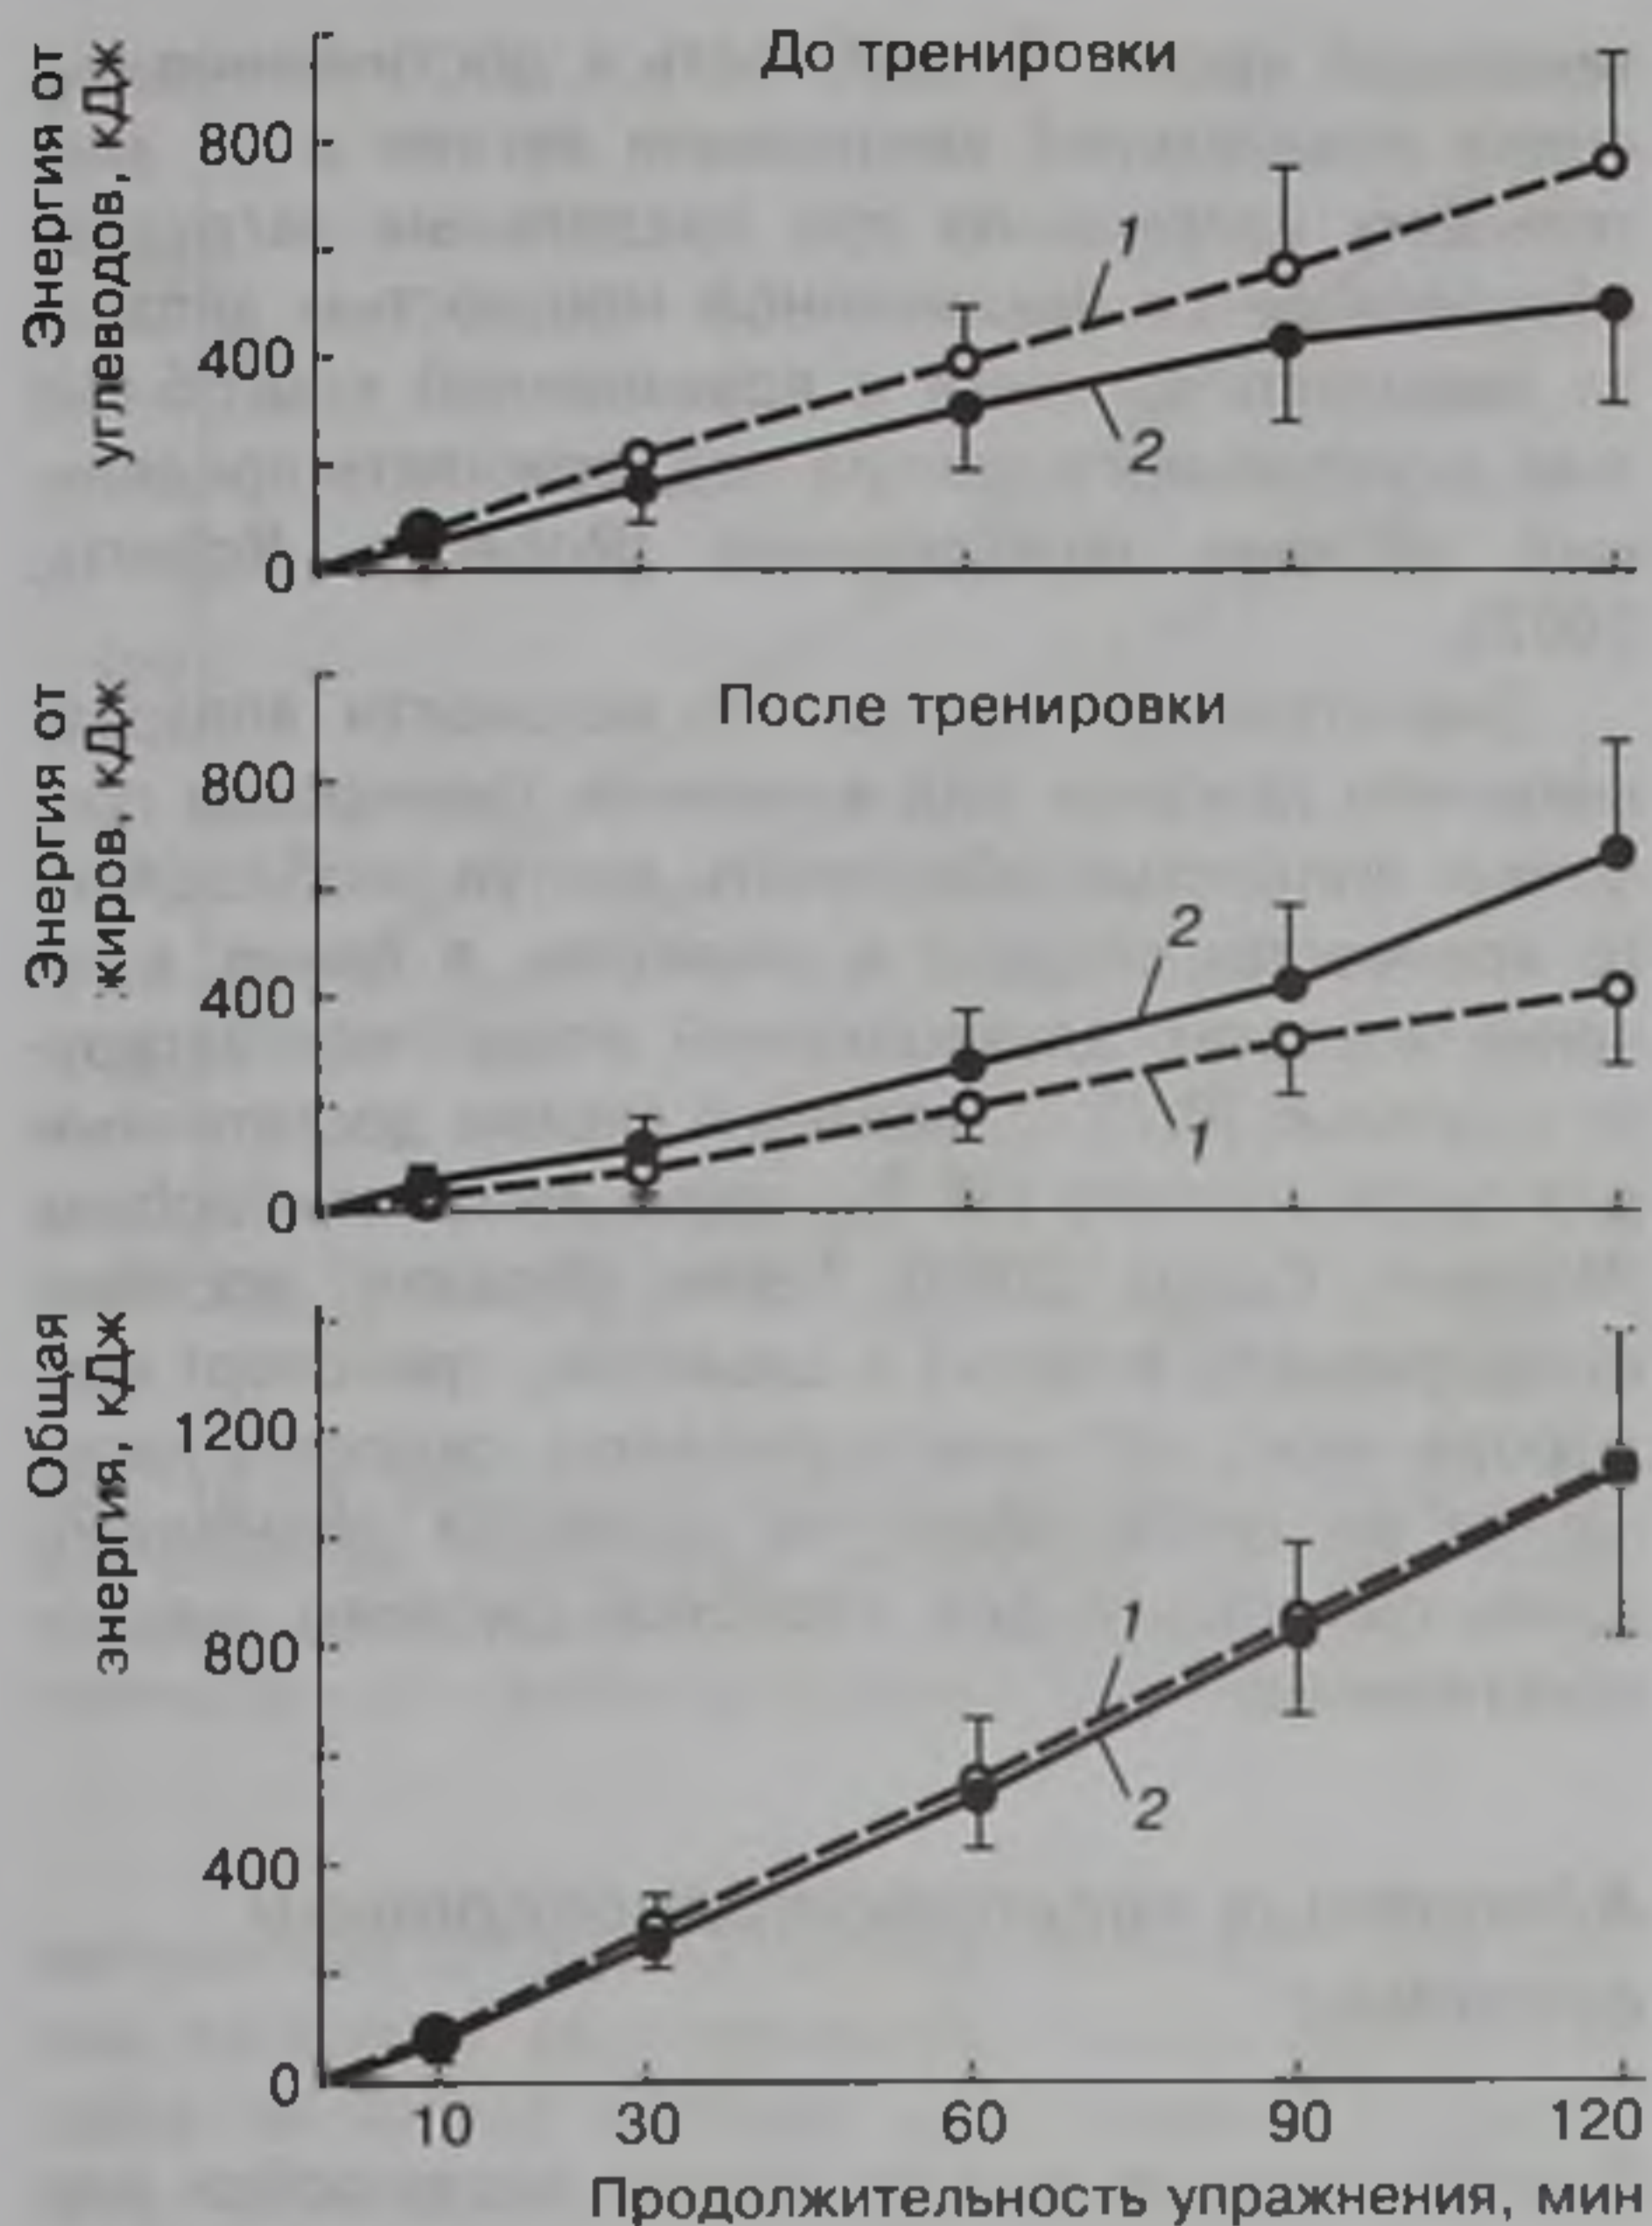 До тренировки
Энергия от
углеводов, кДж
800
400
0
1
2
После тренировки
Энергия от
жиров, кДж
800
400
0
2
1
Общая
энергия, кДж
1200
800
400
0
1
2
10 30 60 90 120
Продолжительность упражнения, мин